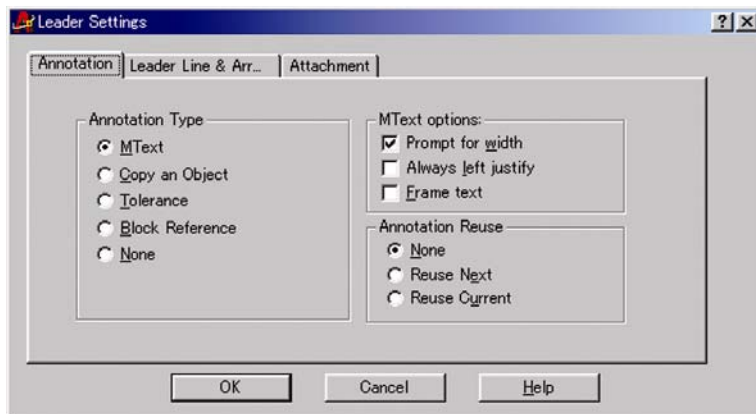 Leader Settings
Annotation
Leader Line & Arr...
Attachment
Annotation Type
MText
Copy an Object
Tolerance
Block Reference
None
MText options:
Prompt for width
Always left justify
Frame text
Annotation Reuse
None
Reuse Next
Reuse Current
OK
Cancel
Help